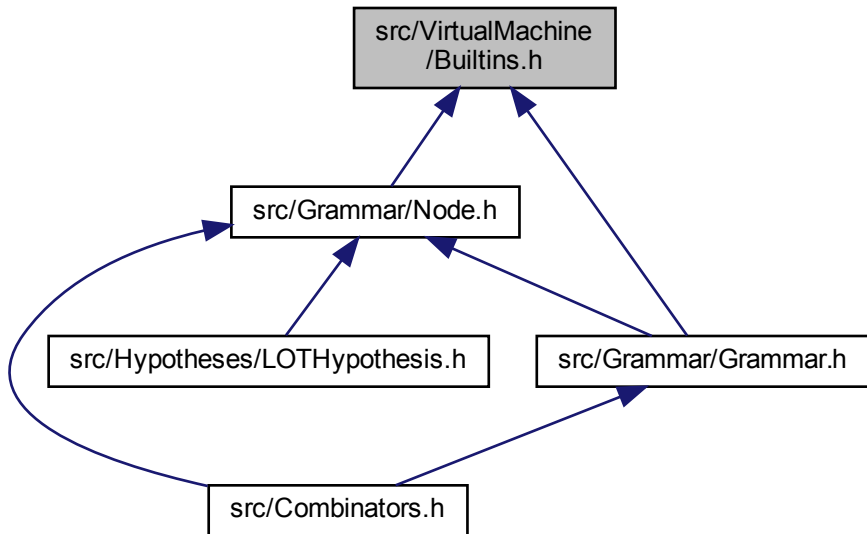 src/VirtualMachine
/Builtins.h
src/Grammar/Node.h
src/Hypotheses/LOTHypothesis.h
src/Grammar/Grammar.h
src/Combinators.h